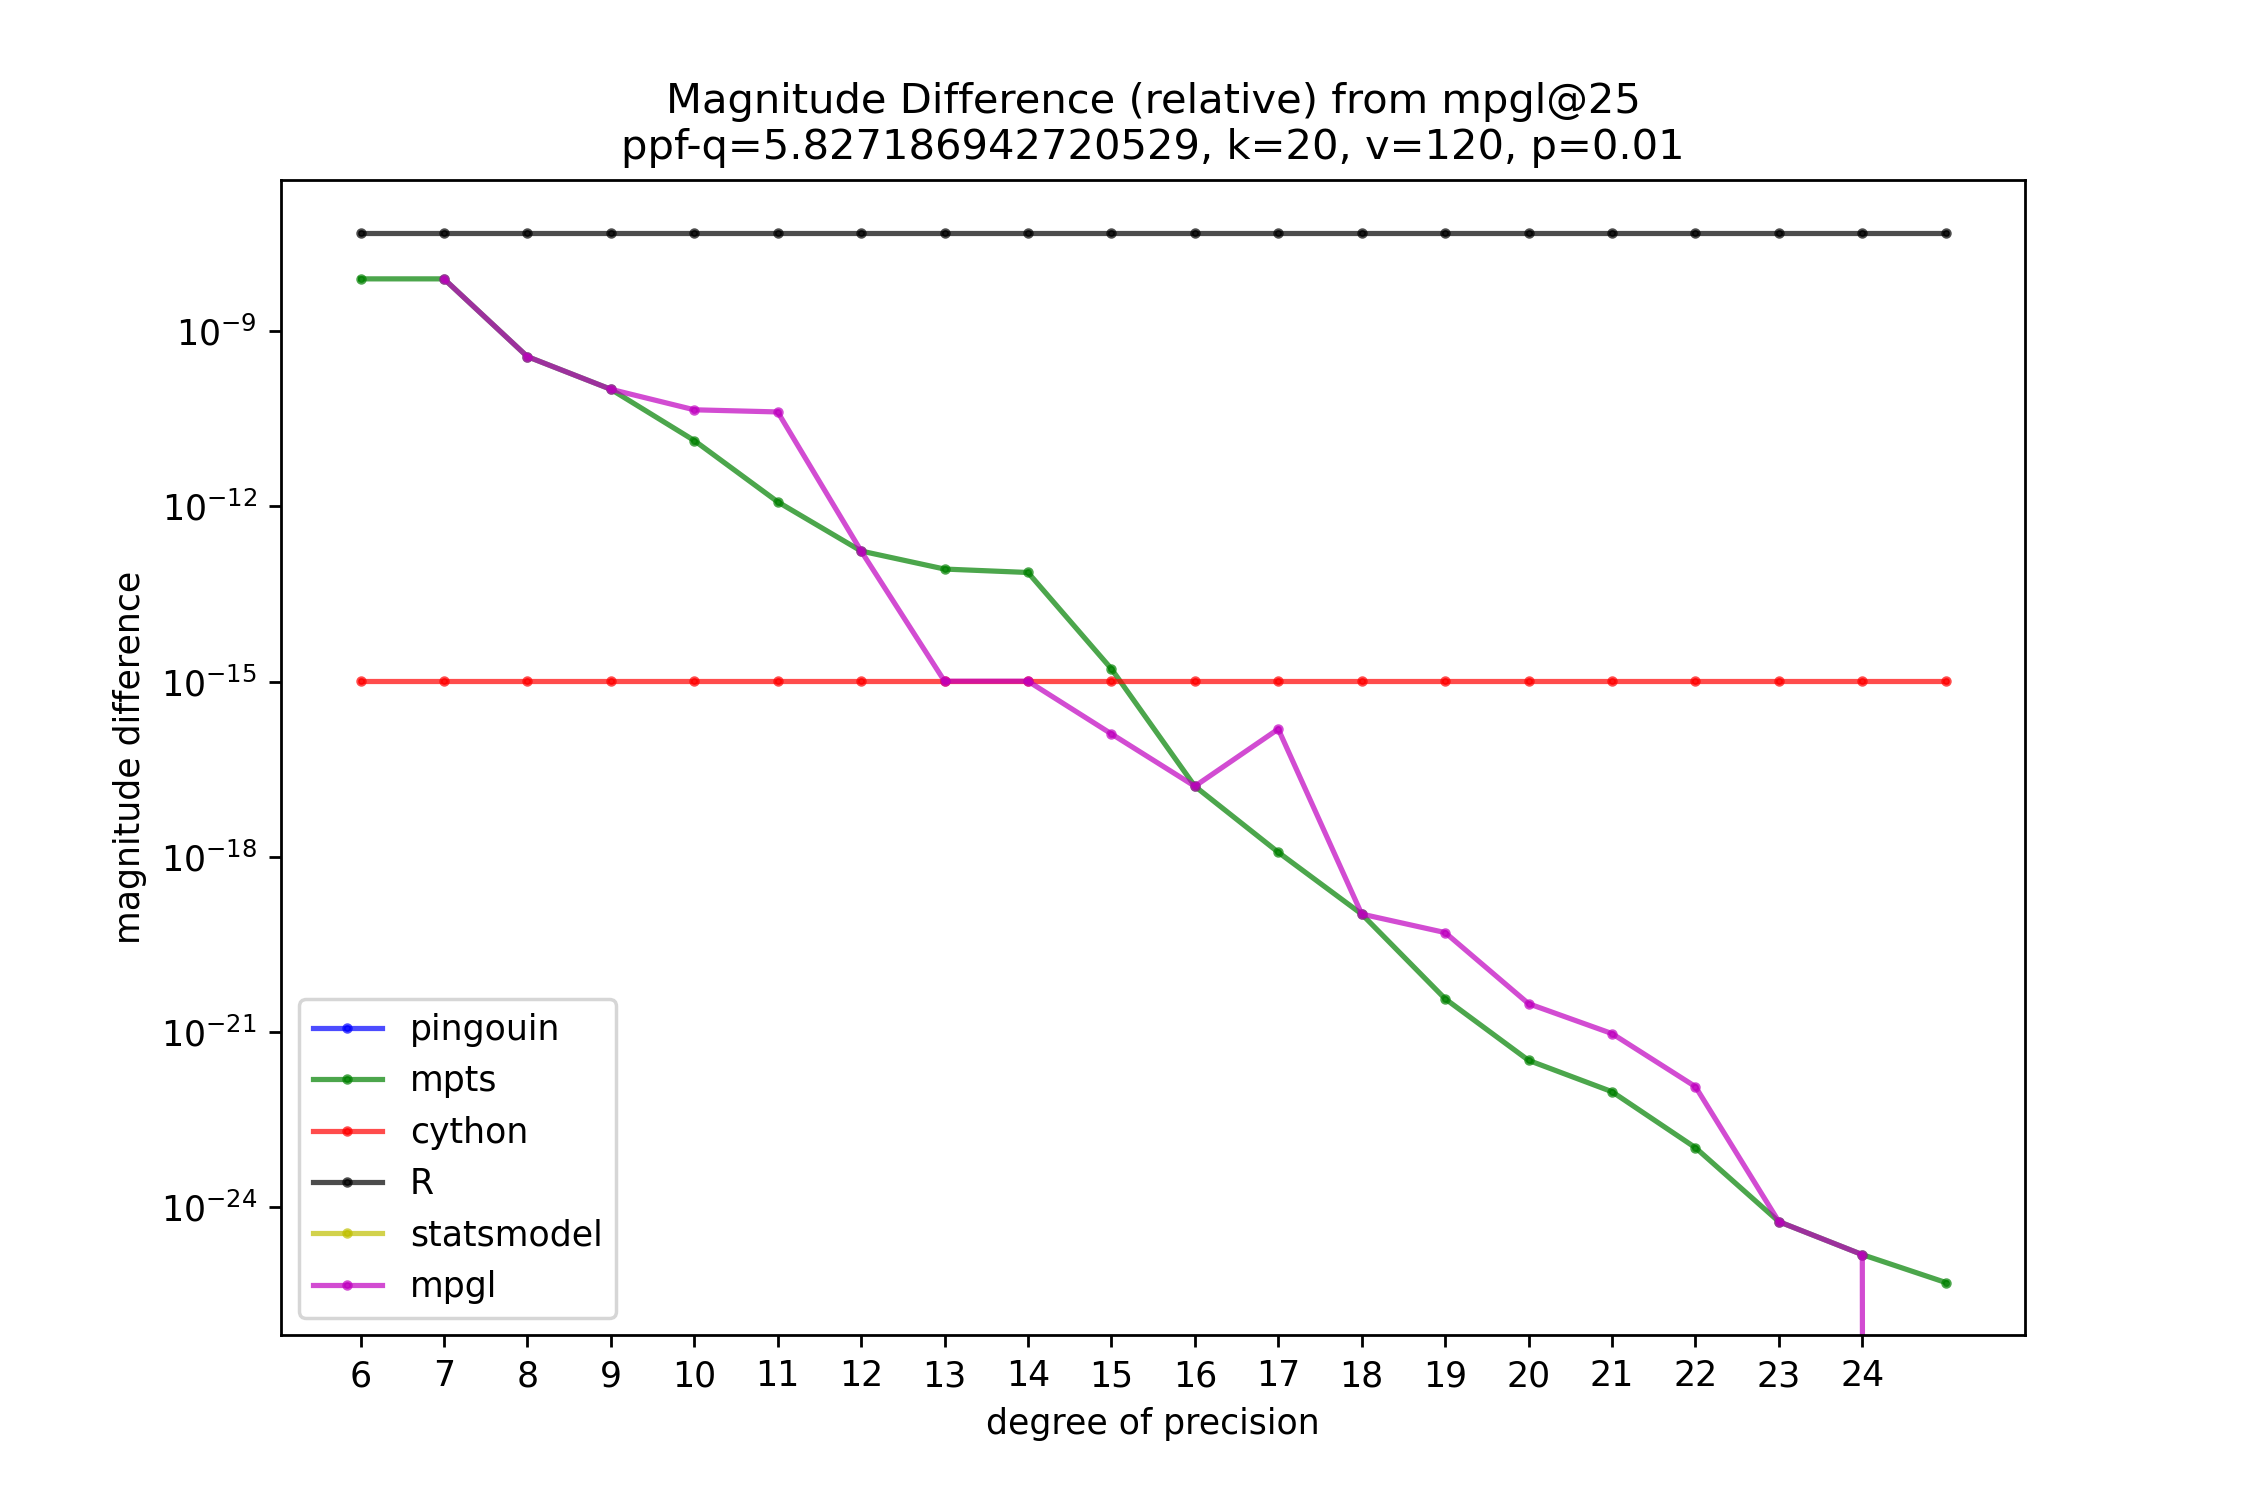 Magnitude Difference (relative) from mpgl@25
ppf-q=5.827186942720529, k=20, v=120, p=0.01
magnitude difference
10⁻⁹
10⁻¹²
10⁻¹⁵
10⁻¹⁸
10⁻²¹
10⁻²⁴
pingouin
mpts
cython
R
statsmodel
mpgl
6 7 8 9 10 11 12 13 14 15 16 17 18 19 20 21 22 23 24
degree of precision